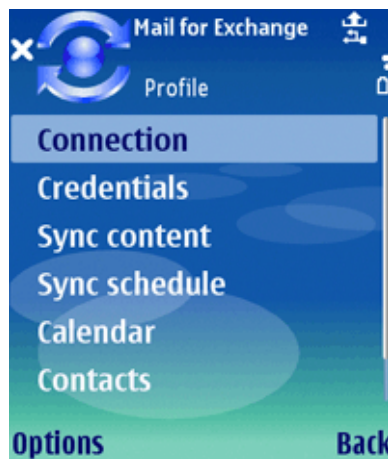 Mail for Exchange
Profile
Connection
Credentials
Sync content
Sync schedule
Calendar
Contacts
Options Back